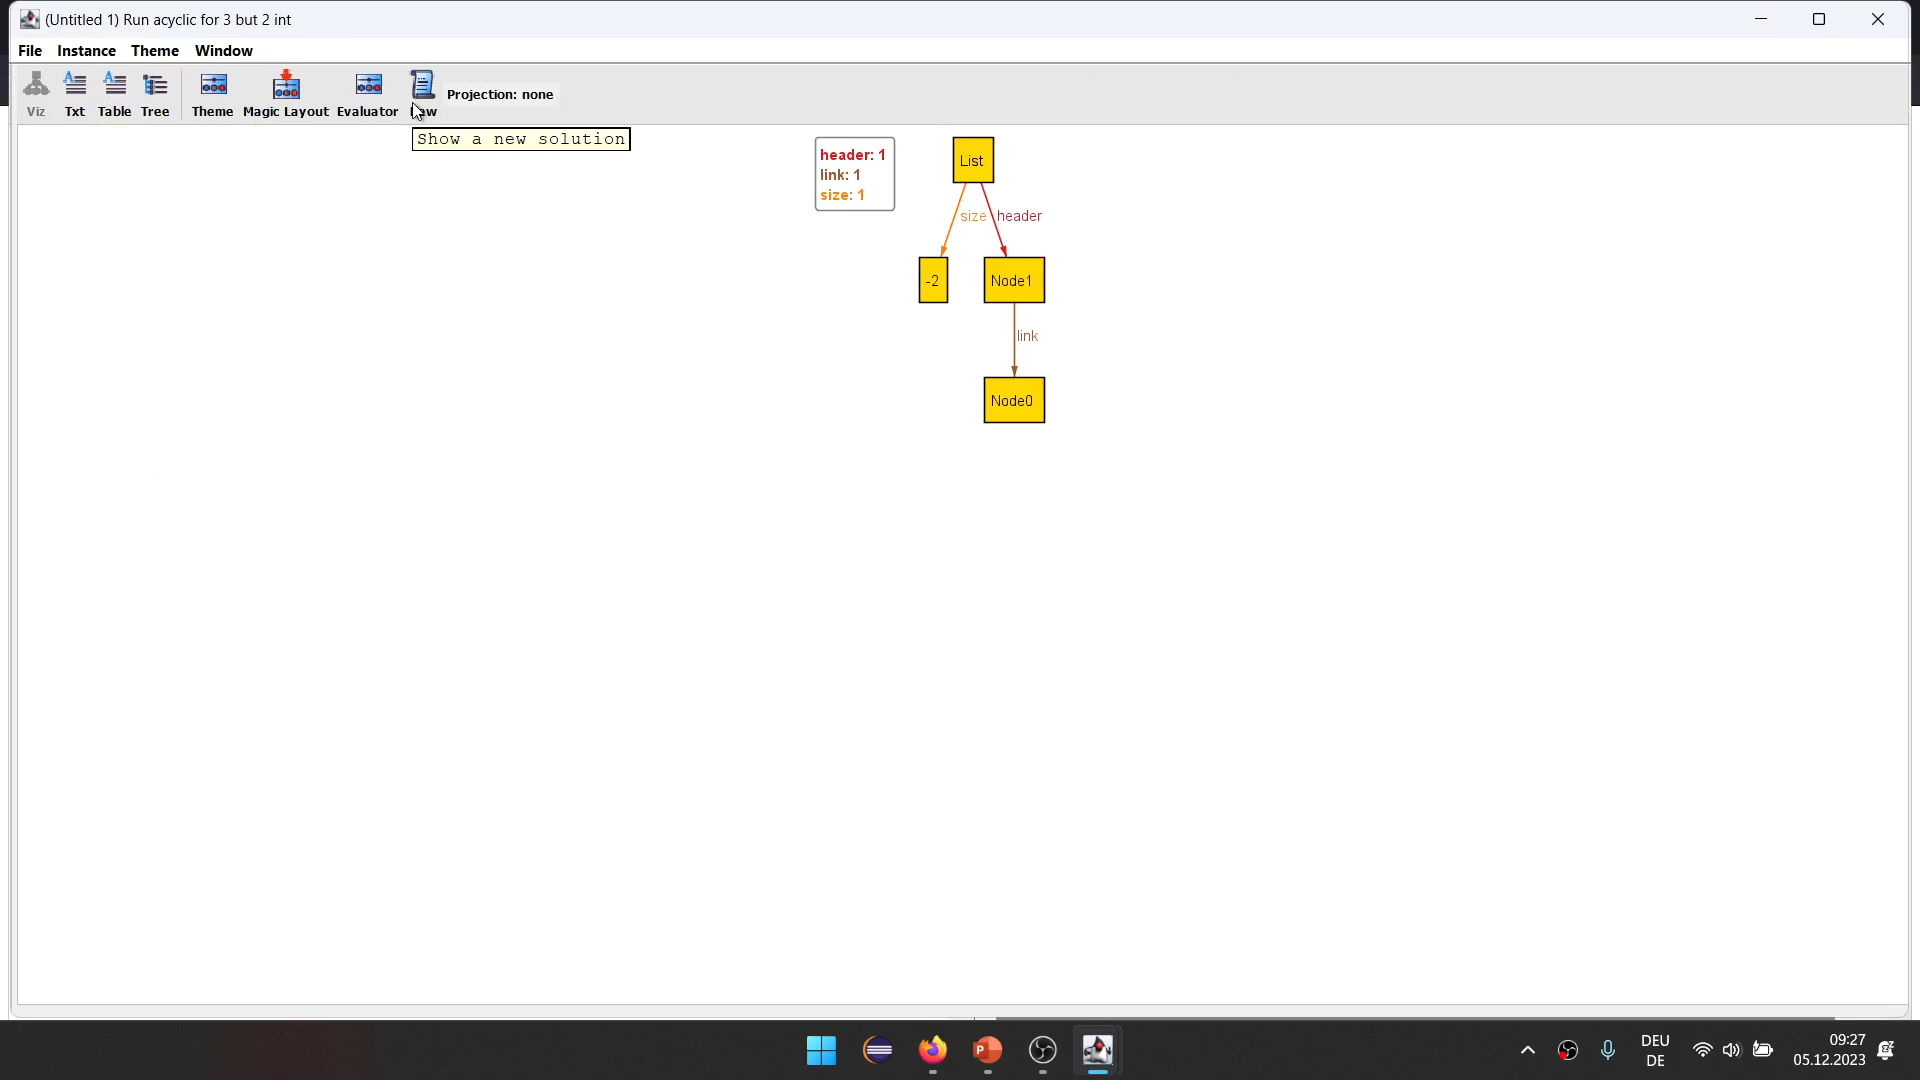 (Untitled 1) Run acyclic for 3 but 2 int
File Instance Theme Window
Viz Txt Table Tree Theme Magic Layout Evaluator Projection: none
Show a new solution
header: 1
link: 1
size: 1
List
size header
-2 Node1
link
Node0
DEU
DE
09:27
05.12.2023